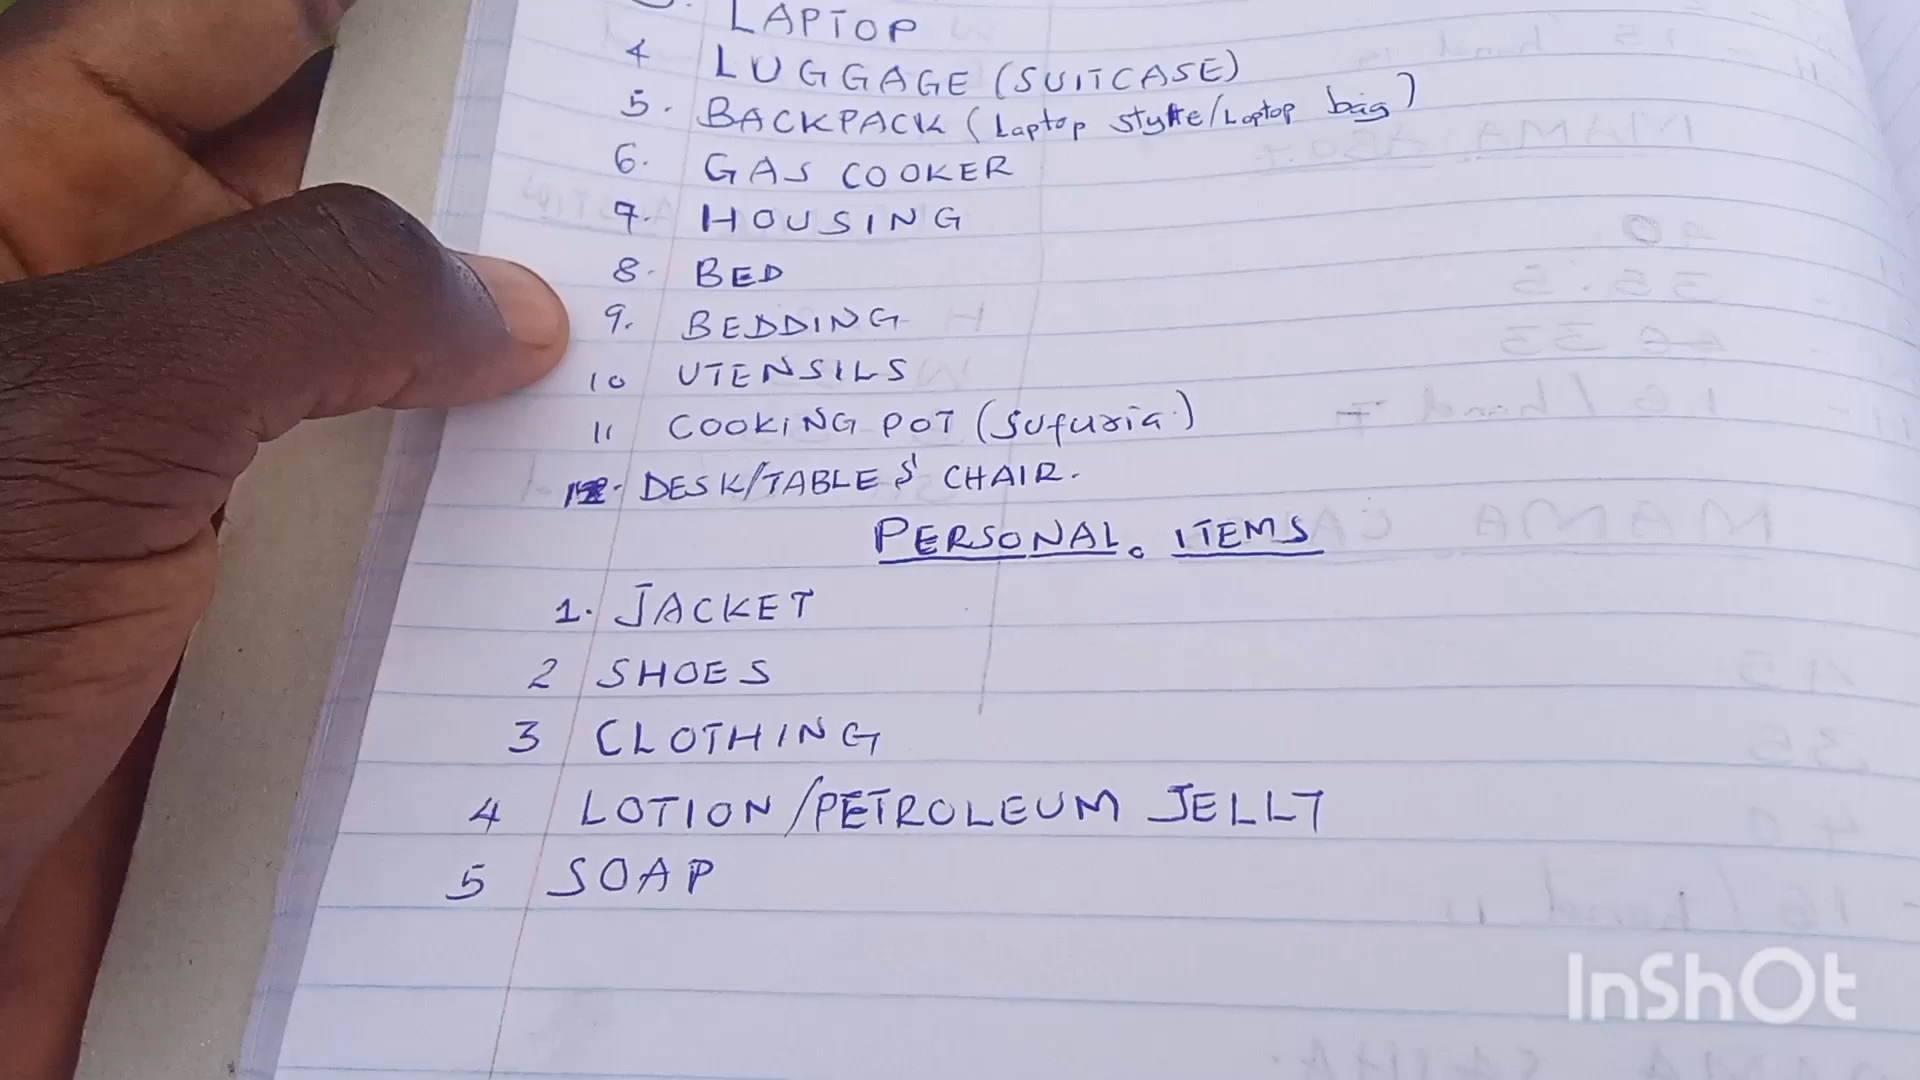 LAPTOP
4 LUGGAGE (SUITCASE)
5. BACKPACK (Laptop style/Laptop bag)
6. GAS COOKER
7. HOUSING
8. BED
9. BEDDING
10 UTENSILS
11 COOKING POT (Sufuria)
12. DESK/TABLE & CHAIR.
PERSONAL. ITEMS
1. JACKET
2 SHOES
3 CLOTHING
4 LOTION/PETROLEUM JELLY
5 SOAP
InShOt